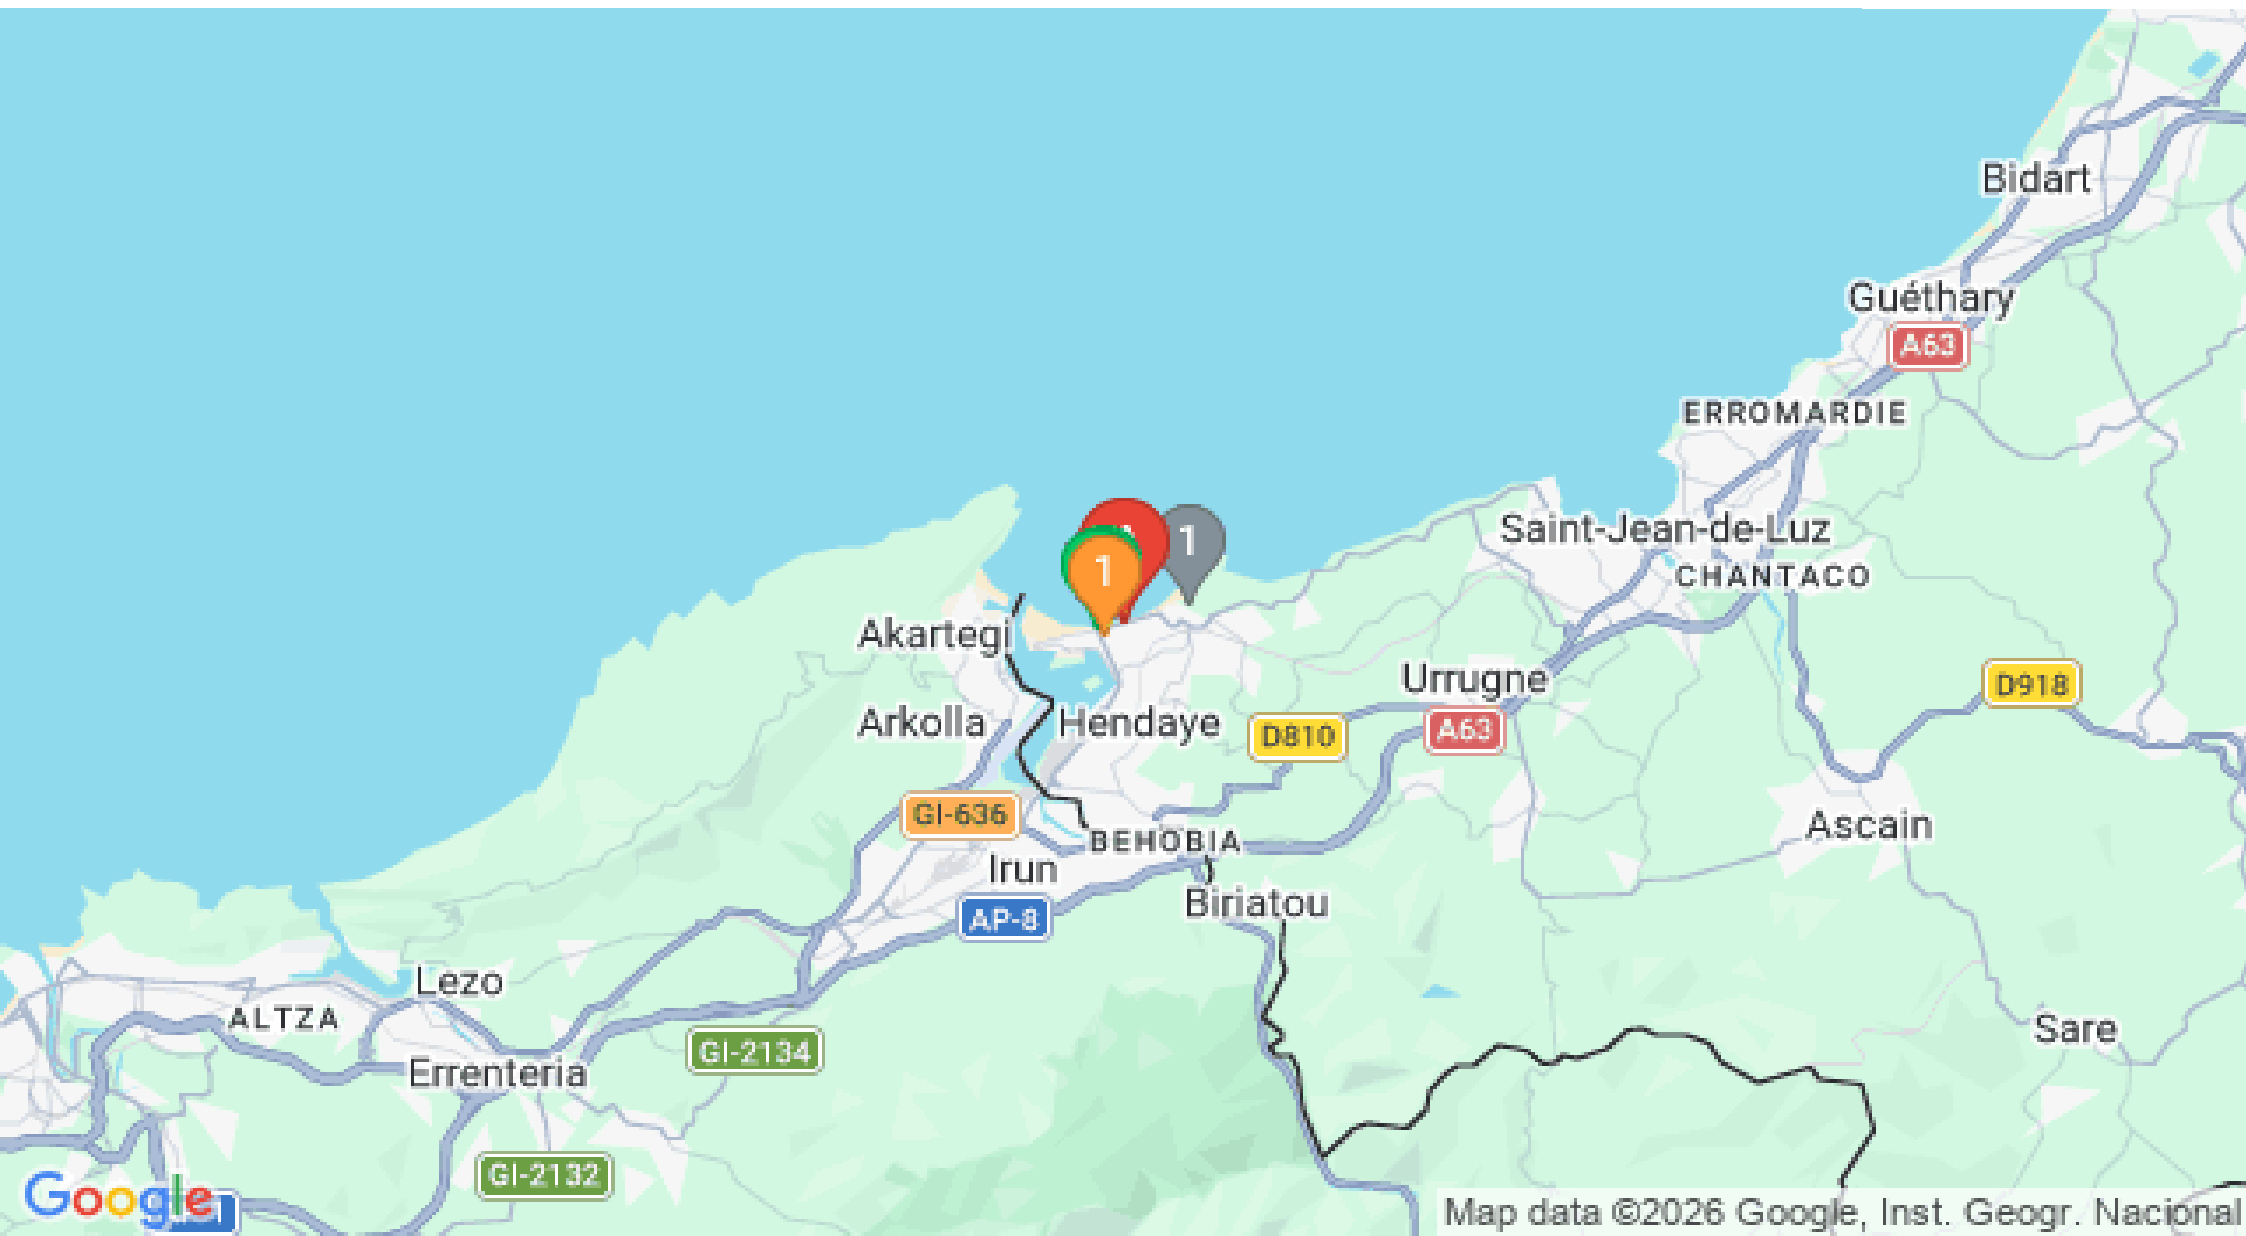 Bidart
Guéthary
A63
ERROMARDIE
Saint-Jean-de-Luz
CHANTACO
1
1
Akartegi
Urrugne
D918
Arkolla
Hendaye
D810
A63
GI-636
BEHOBIA
Ascain
Irun
Biriatou
AP-8
Lezo
ALTZA
Sare
GI-2134
Errenteria
GI-2132
Google
Map data ©2026 Google, Inst. Geogr. Nacional